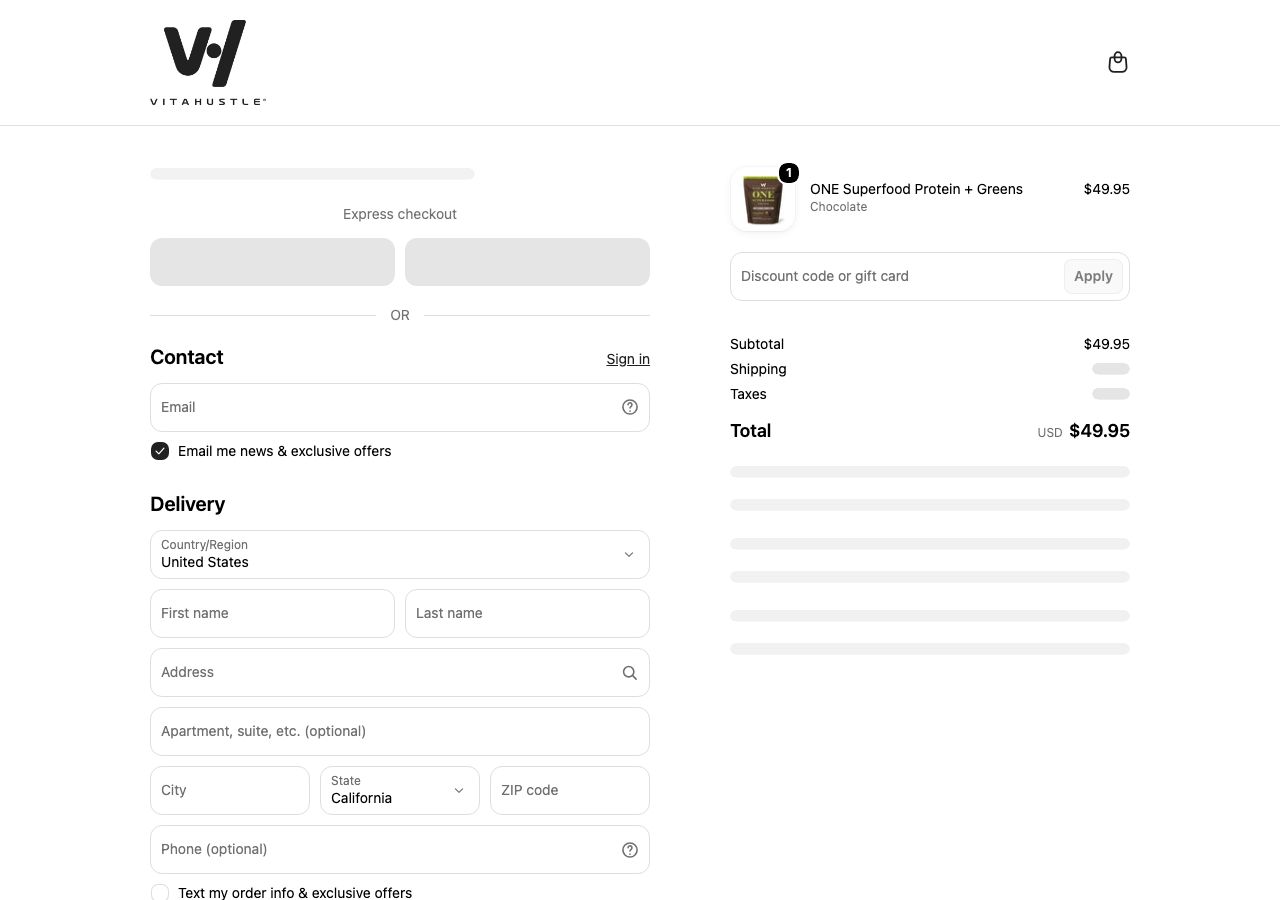 VITAHUSTLE
Express checkout
OR
Contact
Sign in
Email
Email me news & exclusive offers
Delivery
Country/Region
United States
First name
Last name
Address
Apartment, suite, etc. (optional)
City
State
California
ZIP code
Phone (optional)
Text my order info & exclusive offers
1
ONE
ONE Superfood Protein + Greens
$49.95
Chocolate
Discount code or gift card
Apply
Subtotal
$49.95
Shipping
Taxes
Total
USD $49.95